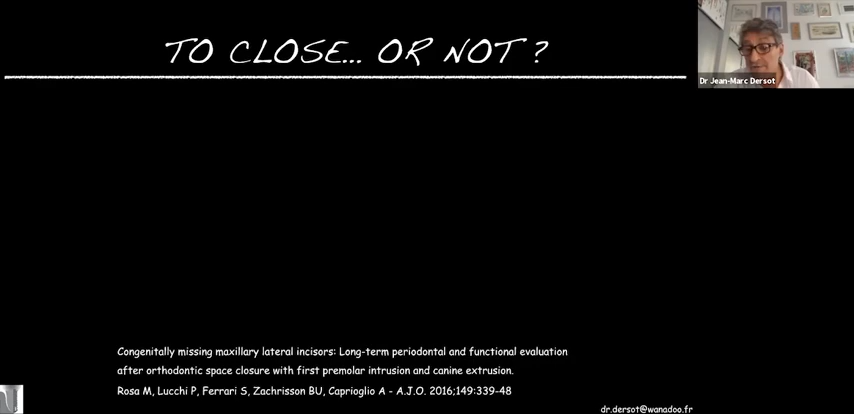 TO CLOSE... OR NOT ?
Dr Jean-Marc Dersot
Congenitally missing maxillary lateral incisors: Long-term periodontal and functional evaluation
after orthodontic space closure with first premolar intrusion and canine extrusion.
Rosa M, Lucchi P, Ferrari S, Zachrisson BU, Caprioglio A - A.J.O. 2016;149:339-48
dr.dersot@wanadoo.fr